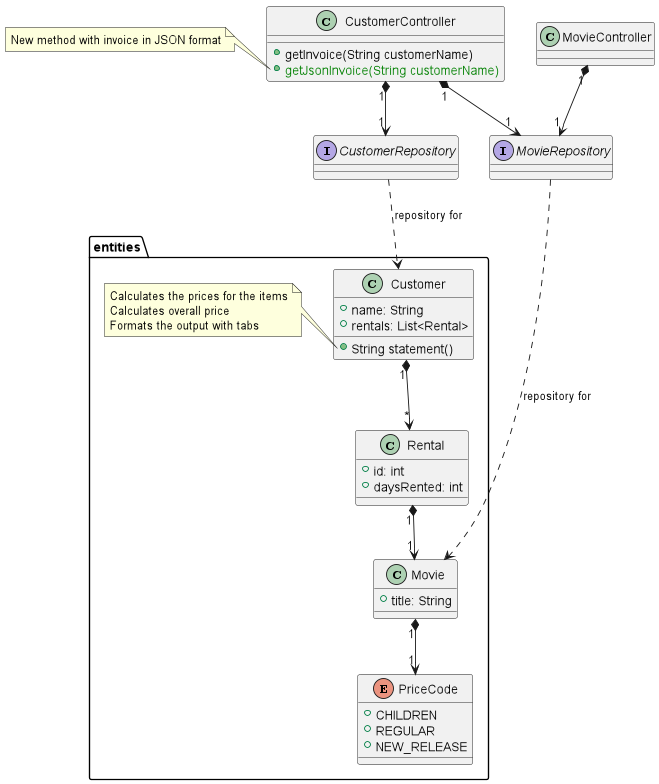 C CustomerController
New method with invoice in JSON format
getInvoice(String customerName)
getJsonInvoice(String customerName)
C MovieController
1
1
1
1
1
1
I CustomerRepository
I MovieRepository
repository for
entities
C Customer
Calculates the prices for the items
Calculates overall price
Formats the output with tabs
name: String
rentals: List<Rental>
String statement()
1
*
repository for
C Rental
id: int
daysRented: int
1
1
C Movie
title: String
1
1
E PriceCode
CHILDREN
REGULAR
NEW_RELEASE